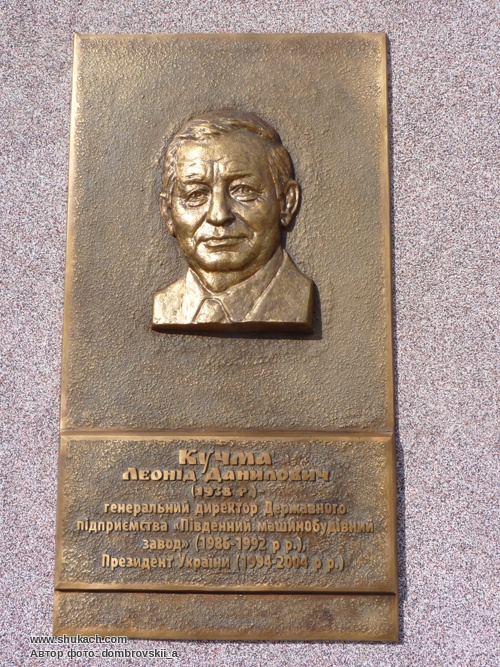 Кучма
Леонід Данилович
(1938 р.)
генеральний директор Державного
підприємства «Південний машинобудівний
завод» (1986-1992 р р.).
Президент України (1994-2004 р р.)
www.shukach.com
Автор фото: dombrovskii_a